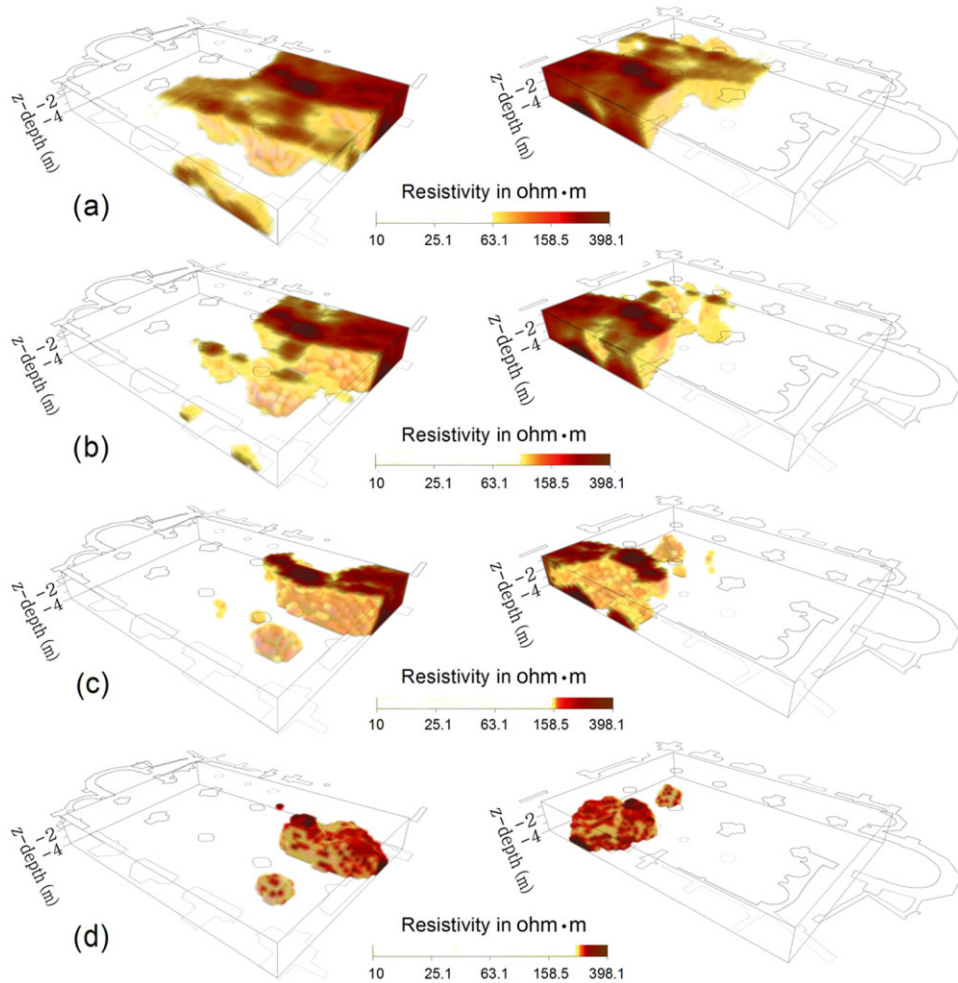 -2
-4
z-depth (m)
-2
-4
z-depth (m)
(a)
Resistivity in ohm•m
10 25.1 63.1 158.5 398.1
-2
-4
z-depth (m)
-2
-4
z-depth (m)
(b)
Resistivity in ohm•m
10 25.1 63.1 158.5 398.1
-2
-4
z-depth (m)
-2
-4
z-depth (m)
(c)
Resistivity in ohm•m
10 25.1 63.1 158.5 398.1
-2
-4
z-depth (m)
-2
-4
z-depth (m)
(d)
Resistivity in ohm•m
10 25.1 63.1 158.5 398.1